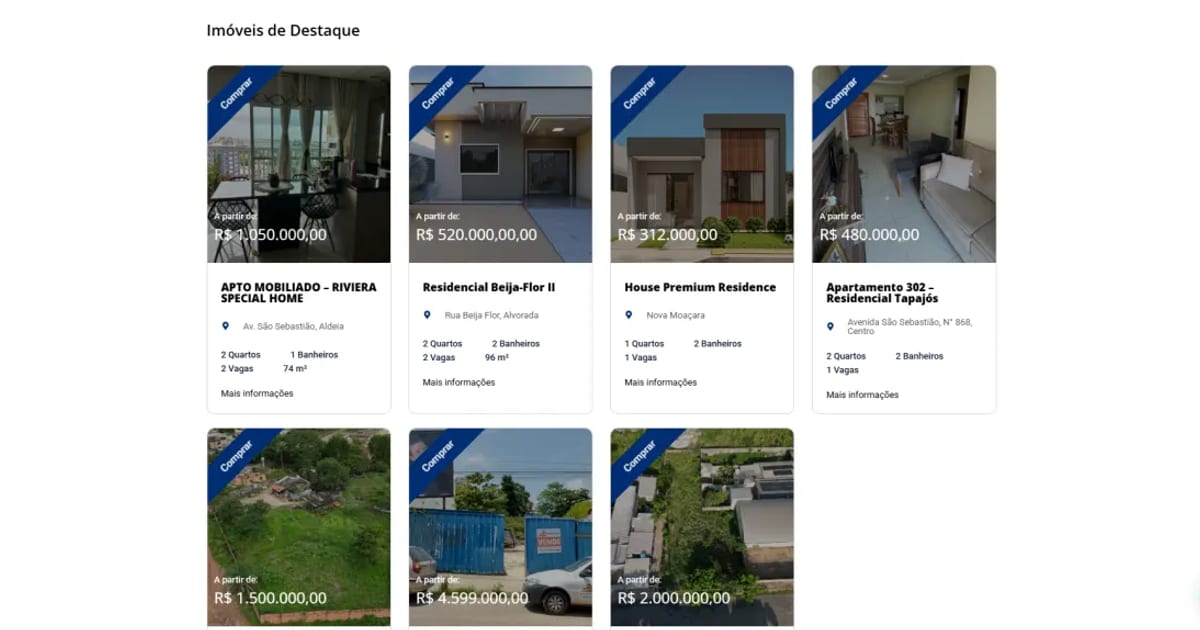 Imóveis de Destaque
Comprar
A partir de:
R$ 1.050.000,00
APTO MOBILIADO – RIVIERA
SPECIAL HOME
Av. São Sebastião, Aldeia
2 Quartos 1 Banheiros
2 Vagas 74 m²
Mais informações
Comprar
A partir de:
R$ 520.000,00,00
Residencial Beija-Flor II
Rua Beija Flor, Alvorada
2 Quartos 2 Banheiros
2 Vagas 96 m²
Mais informações
Comprar
A partir de:
R$ 312.000,00
House Premium Residence
Nova Moaçara
1 Quartos 2 Banheiros
1 Vagas
Mais informações
Comprar
A partir de:
R$ 480.000,00
Apartamento 302 –
Residencial Tapajós
Avenida São Sebastião, N° 868,
Centro
2 Quartos 2 Banheiros
1 Vagas
Mais informações
Comprar
A partir de:
R$ 1.500.000,00
Comprar
VENDE
A partir de:
R$ 4.599.000,00
Comprar
A partir de:
R$ 2.000.000,00